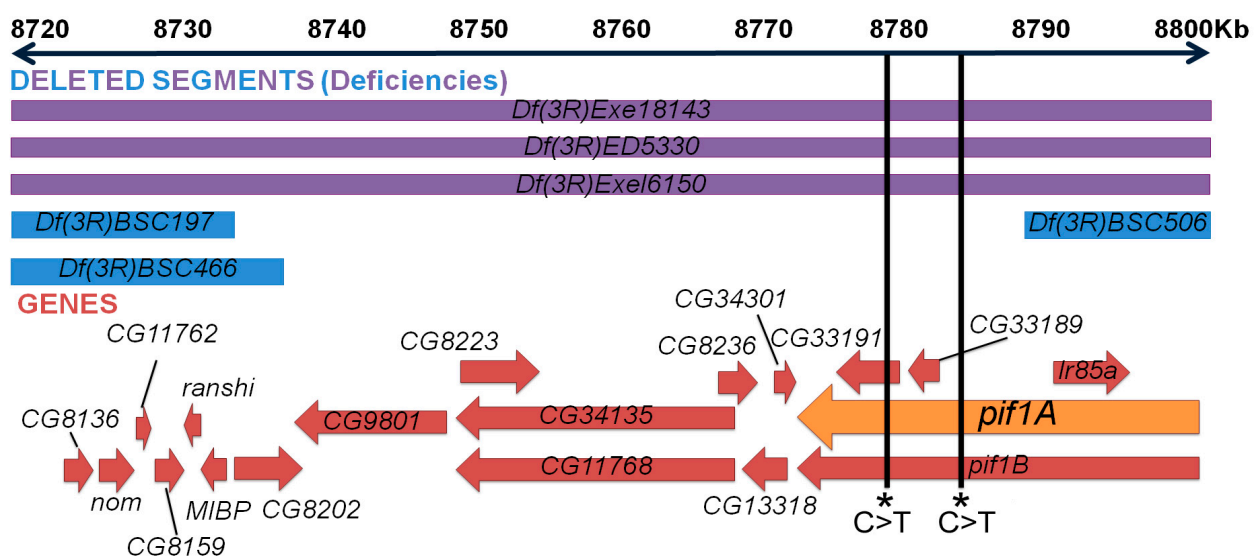 8720 8730 8740 8750 8760 8770 8780 8790 8800Kb
DELETED SEGMENTS (Deficiencies)
Df(3R)Exe18143
Df(3R)ED5330
Df(3R)Exel6150
Df(3R)BSC197 Df(3R)BSC506
Df(3R)BSC466
GENES
CG34301
CG11762 CG8223 CG8236 CG33191 CG33189
ranshi Ir85a
CG8136 CG9801 CG34135 pif1A
CG11768 pif1B
nom MIBP CG8202 CG13318
CG8159
* *
C>T C>T